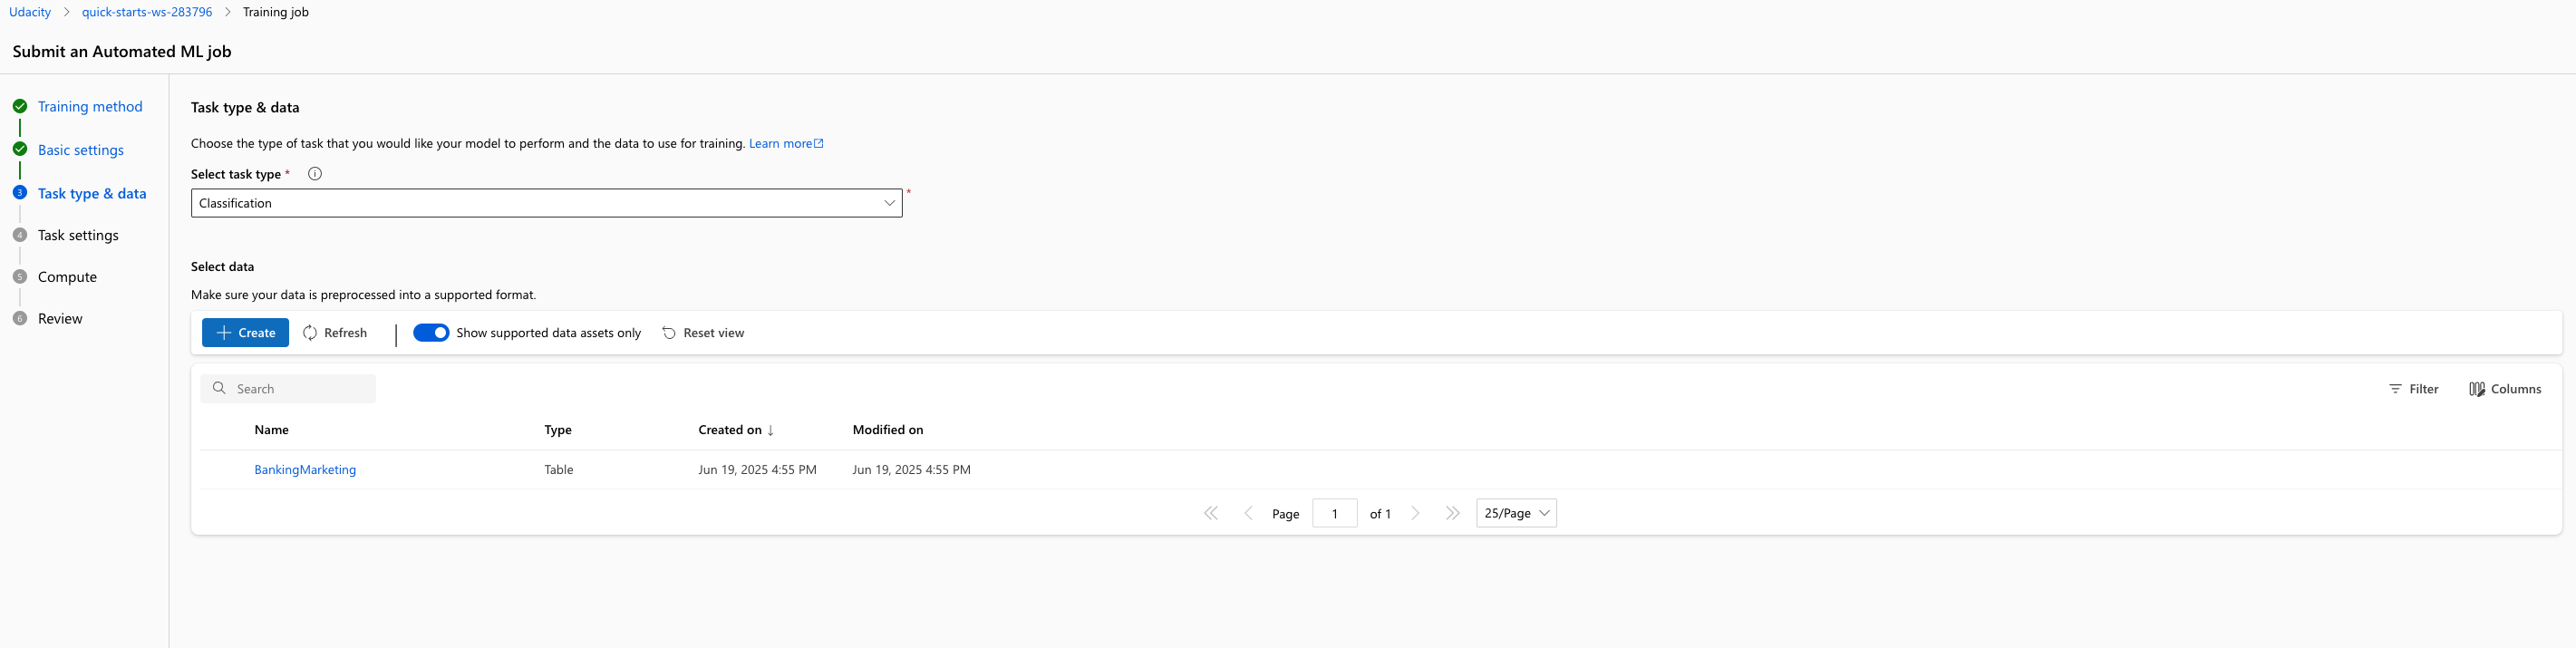 Udacity > quick-starts-ws-283796 > Training job
Submit an Automated ML job
Training method
Basic settings
3 Task type & data
4 Task settings
5 Compute
6 Review
Task type & data
Choose the type of task that you would like your model to perform and the data to use for training. Learn more
Select task type *
Classification *
Select data
Make sure your data is preprocessed into a supported format.
Create Refresh Show supported data assets only Reset view
Search Filter Columns
Name Type Created on ↓ Modified on
BankingMarketing Table Jun 19, 2025 4:55 PM Jun 19, 2025 4:55 PM
Page 1 of 1 25/Page